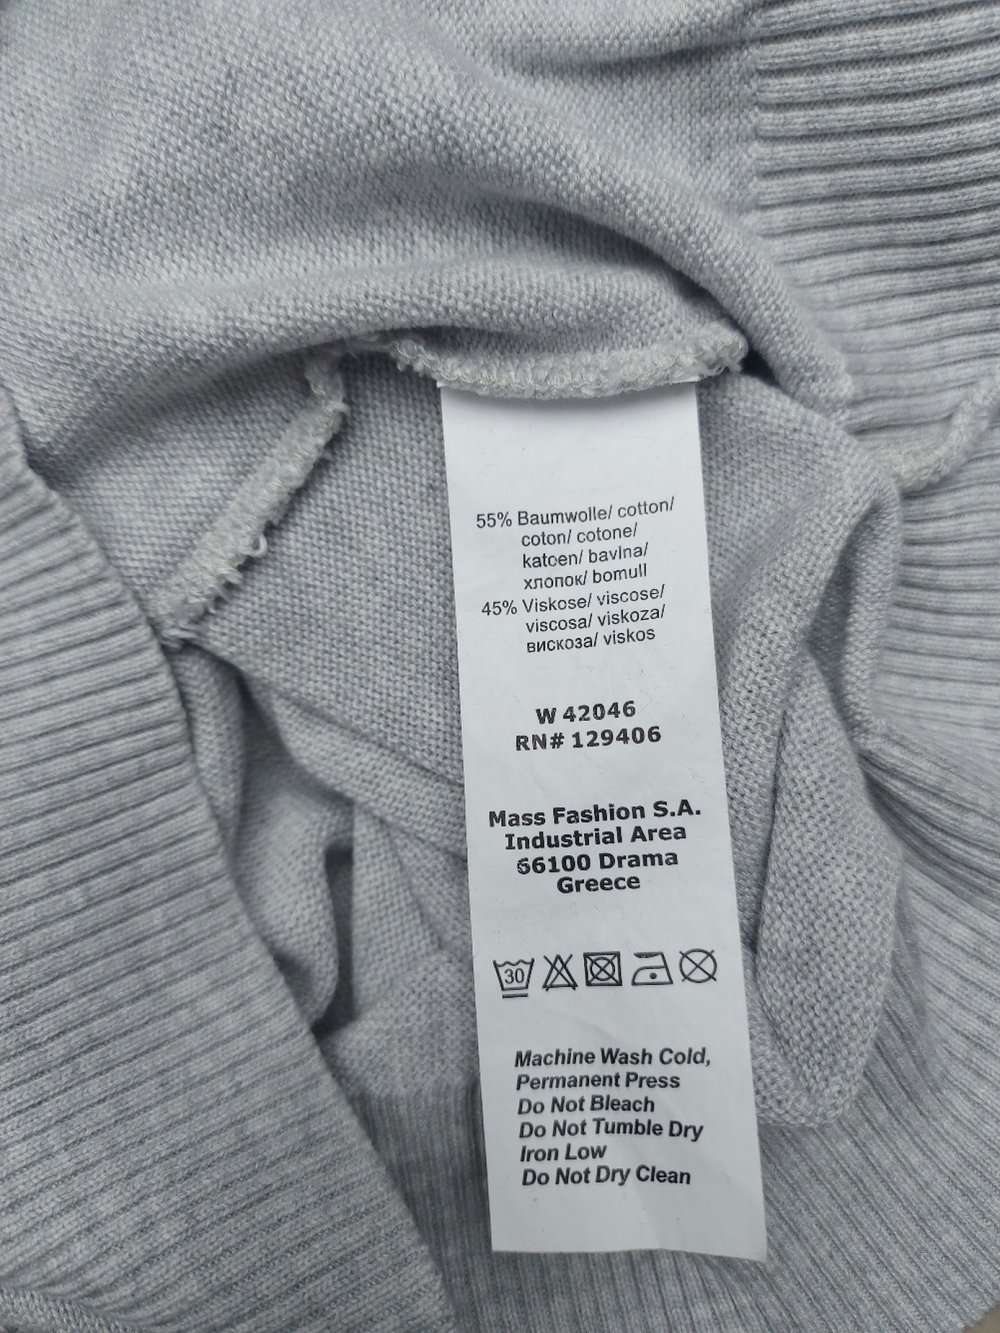 55% Baumwolle/ cotton/
coton/ cotone/
katoen/ bavlna/
хлопок/ bomull
45% Viskose/ viscose/
viscosa/ viskoza/
вискоза/ viskos
W 42046
RN# 129406
Mass Fashion S.A.
Industrial Area
66100 Drama
Greece
30
Machine Wash Cold,
Permanent Press
Do Not Bleach
Do Not Tumble Dry
Iron Low
Do Not Dry Clean